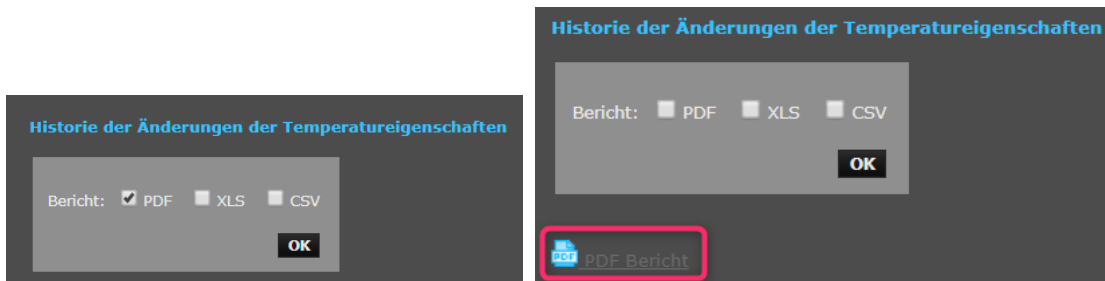 Historie der Änderungen der Temperatureigenschaften
Bericht: PDF XLS CSV
OK
Historie der Änderungen der Temperatureigenschaften
Bericht: PDF XLS CSV
OK
PDF PDF Bericht